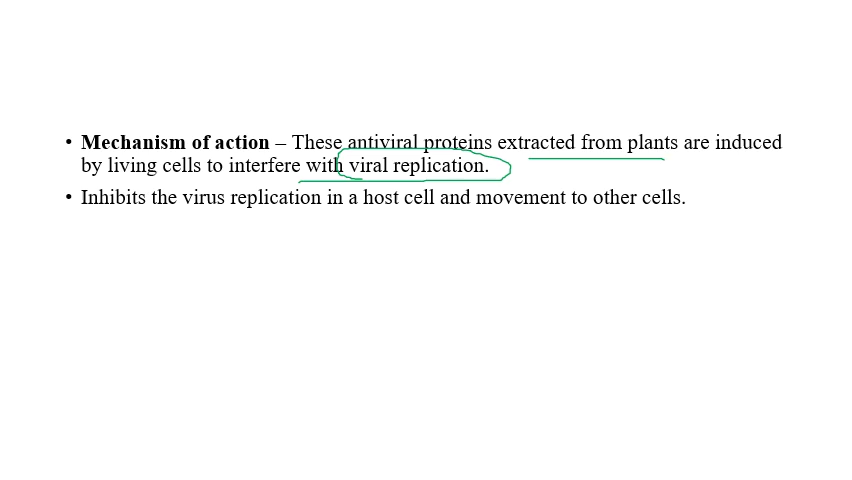 • Mechanism of action – These antiviral proteins extracted from plants are induced
by living cells to interfere with viral replication.
• Inhibits the virus replication in a host cell and movement to other cells.